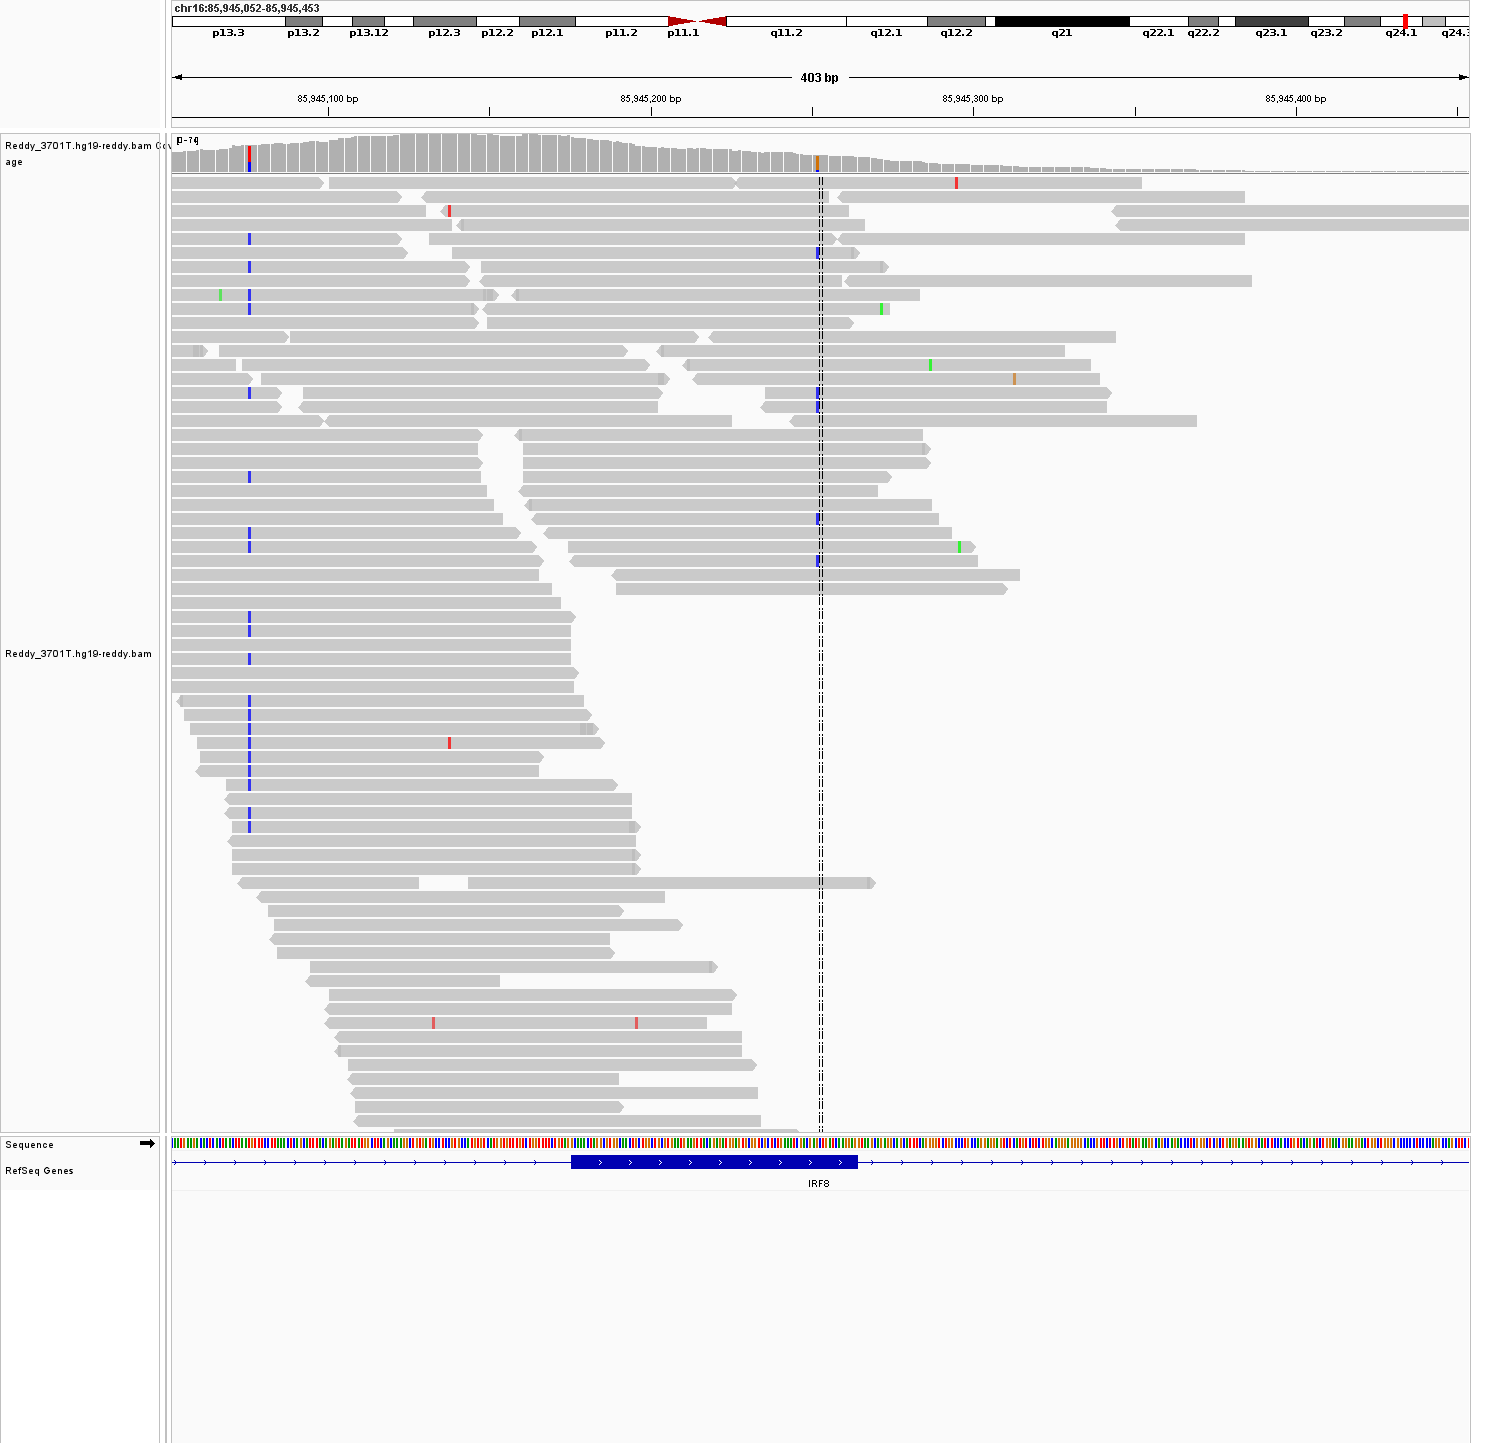 chr16:85,945,052-85,945,453
p13.3 p13.2 p13.12 p12.3 p12.2 p12.1 p11.2 p11.1 q11.2 q12.1 q12.2 q21 q22.1 q22.2 q23.1 q23.2 q24.1 q24.3
403 bp
85,945,100 bp 85,945,200 bp 85,945,300 bp 85,945,400 bp
[0-74]
Reddy_3701T.hg19-reddy.bam Cov
age
Reddy_3701T.hg19-reddy.bam
Sequence
RefSeq Genes
IRF8